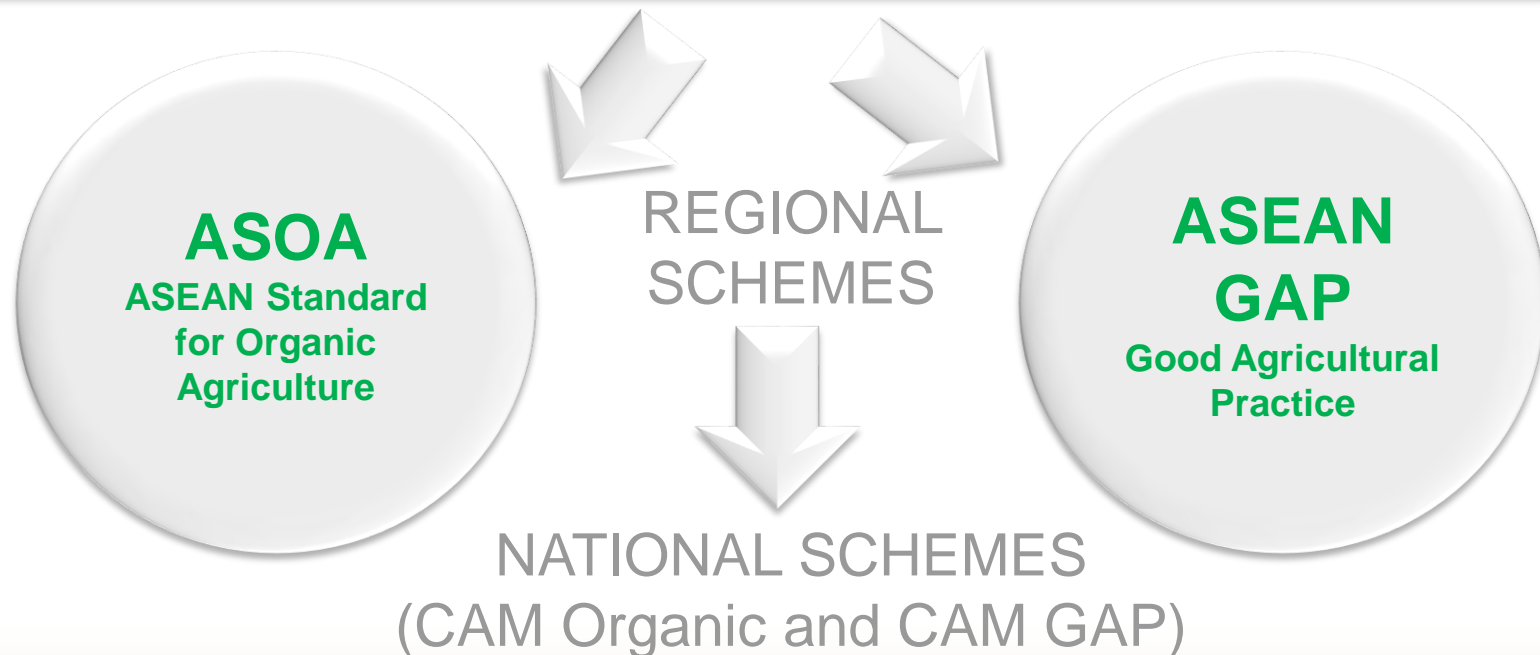 ASOA
ASEAN Standard
for Organic
Agriculture
REGIONAL
SCHEMES
ASEAN
GAP
Good Agricultural
Practice
NATIONAL SCHEMES
(CAM Organic and CAM GAP)